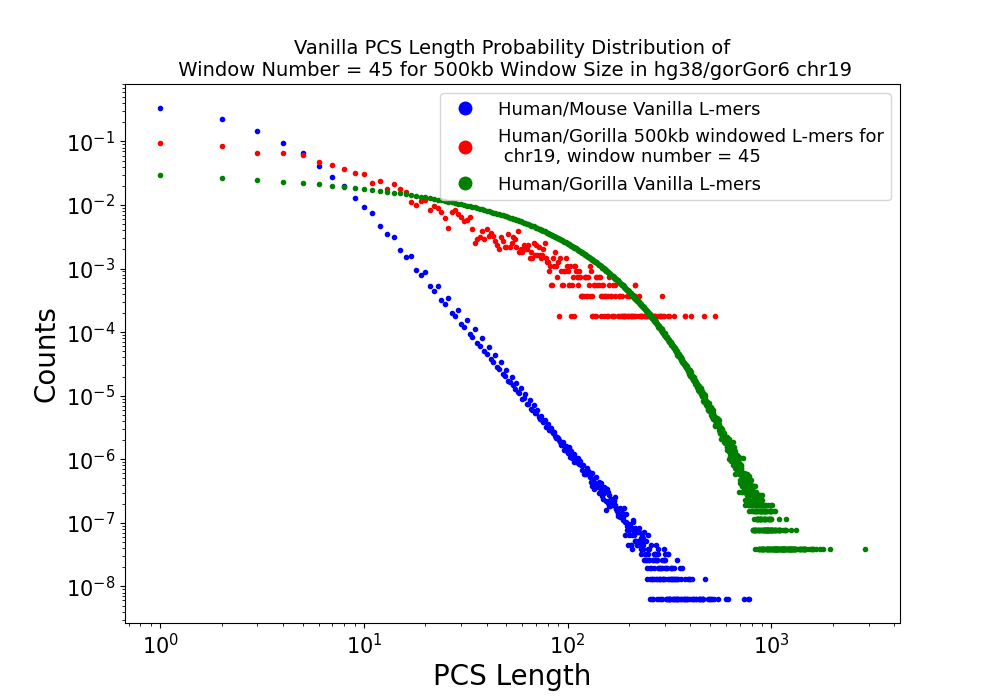 Vanilla PCS Length Probability Distribution of
Window Number = 45 for 500kb Window Size in hg38/gorGor6 chr19
Human/Mouse Vanilla L-mers
Human/Gorilla 500kb windowed L-mers for
chr19, window number = 45
Human/Gorilla Vanilla L-mers
Counts
10⁻¹
10⁻²
10⁻³
10⁻⁴
10⁻⁵
10⁻⁶
10⁻⁷
10⁻⁸
10⁰ 10¹ 10² 10³
PCS Length